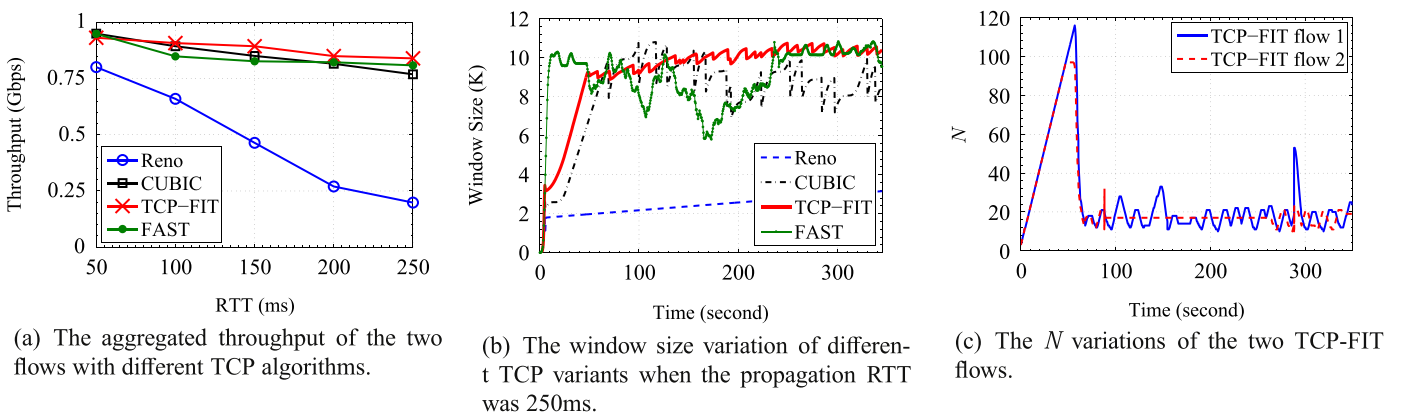 1
0.75
0.5
0.25
0
Throughput (Gbps)
Reno
CUBIC
TCP−FIT
FAST
50 100 150 200 250
RTT (ms)
(a) The aggregated throughput of the two
flows with different TCP algorithms.
12
10
8
6
4
2
0
Window Size (K)
Reno
CUBIC
TCP−FIT
FAST
0 100 200 300
Time (second)
(b) The window size variation of differen-
t TCP variants when the propagation RTT
was 250ms.
120
100
80
60
40
20
0
N
TCP−FIT flow 1
TCP−FIT flow 2
0 100 200 300
Time (second)
(c) The N variations of the two TCP-FIT
flows.